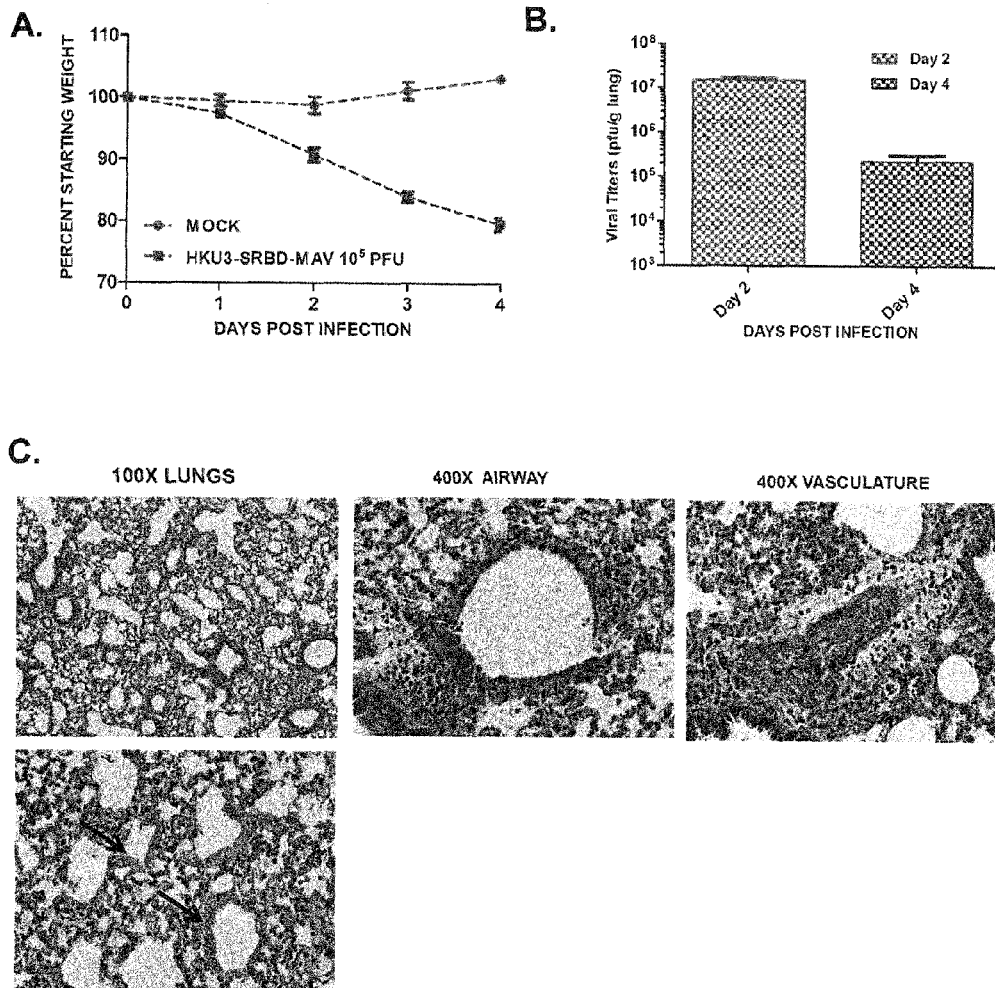 A.
110
100
90
80
70
PERCENT STARTING WEIGHT
MOCK
HKU3-SRBD-MAV 10⁵ PFU
0 1 2 3 4
DAYS POST INFECTION
B.
10⁸
10⁷
10⁶
10⁵
10⁴
10³
Viral Titers (pfu/g lung)
Day 2
Day 4
Day 2
Day 4
DAYS POST INFECTION
C.
100X LUNGS
400X AIRWAY
400X VASCULATURE